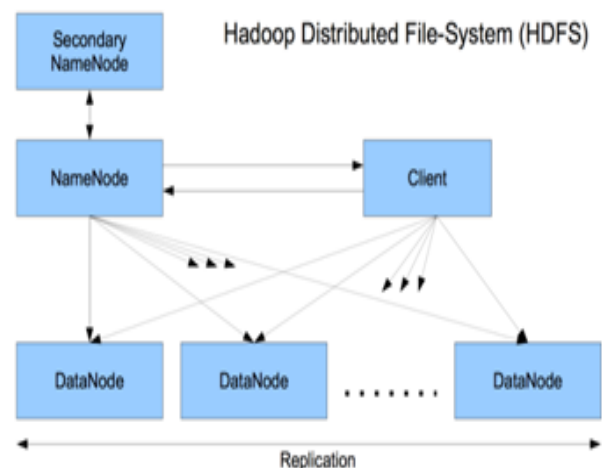 Hadoop Distributed File-System (HDFS)
Secondary
NameNode
NameNode
Client
DataNode
DataNode
DataNode
Replication